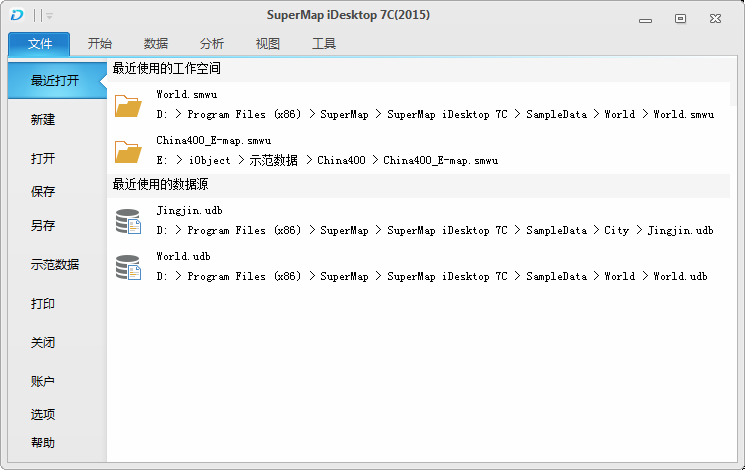 SuperMap iDesktop 7C(2015)
文件 开始 数据 分析 视图 工具
最近打开
新建
打开
保存
另存
示范数据
打印
关闭
账户
选项
帮助
最近使用的工作空间
World.smwu
D: > Program Files (x86) > SuperMap > SuperMap iDesktop 7C > SampleData > World > World.smwu
China400_E-map.smwu
E: > iObject > 示范数据 > China400 > China400_E-map.smwu
最近使用的数据源
Jingjin.udb
D: > Program Files (x86) > SuperMap > SuperMap iDesktop 7C > SampleData > City > Jingjin.udb
World.udb
D: > Program Files (x86) > SuperMap > SuperMap iDesktop 7C > SampleData > World > World.udb